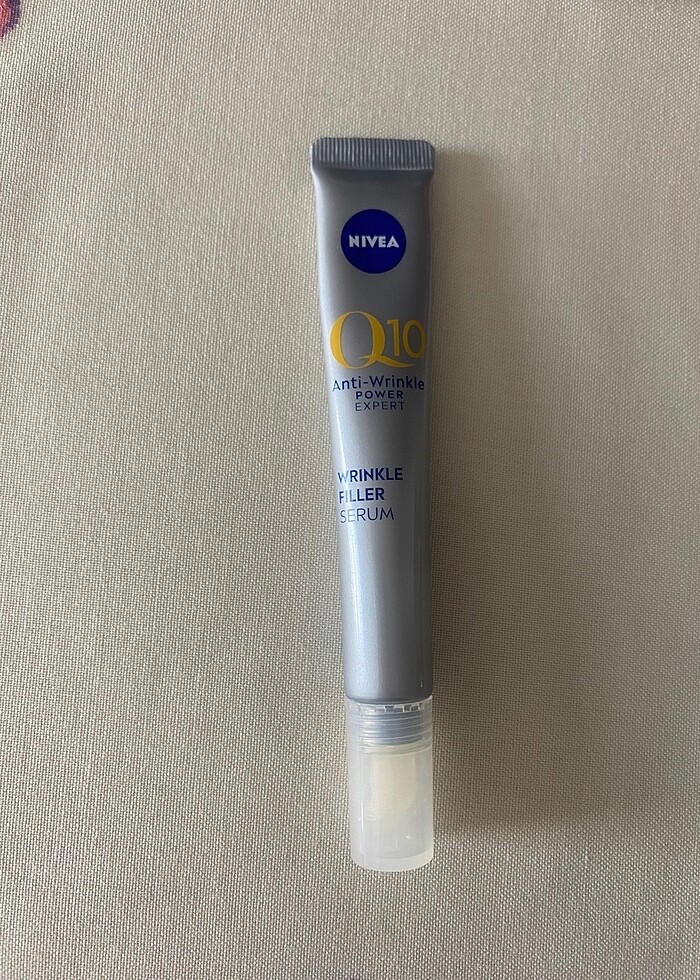 NIVEA
Q10
Anti-Wrinkle
POWER
EXPERT
WRINKLE
FILLER
SERUM